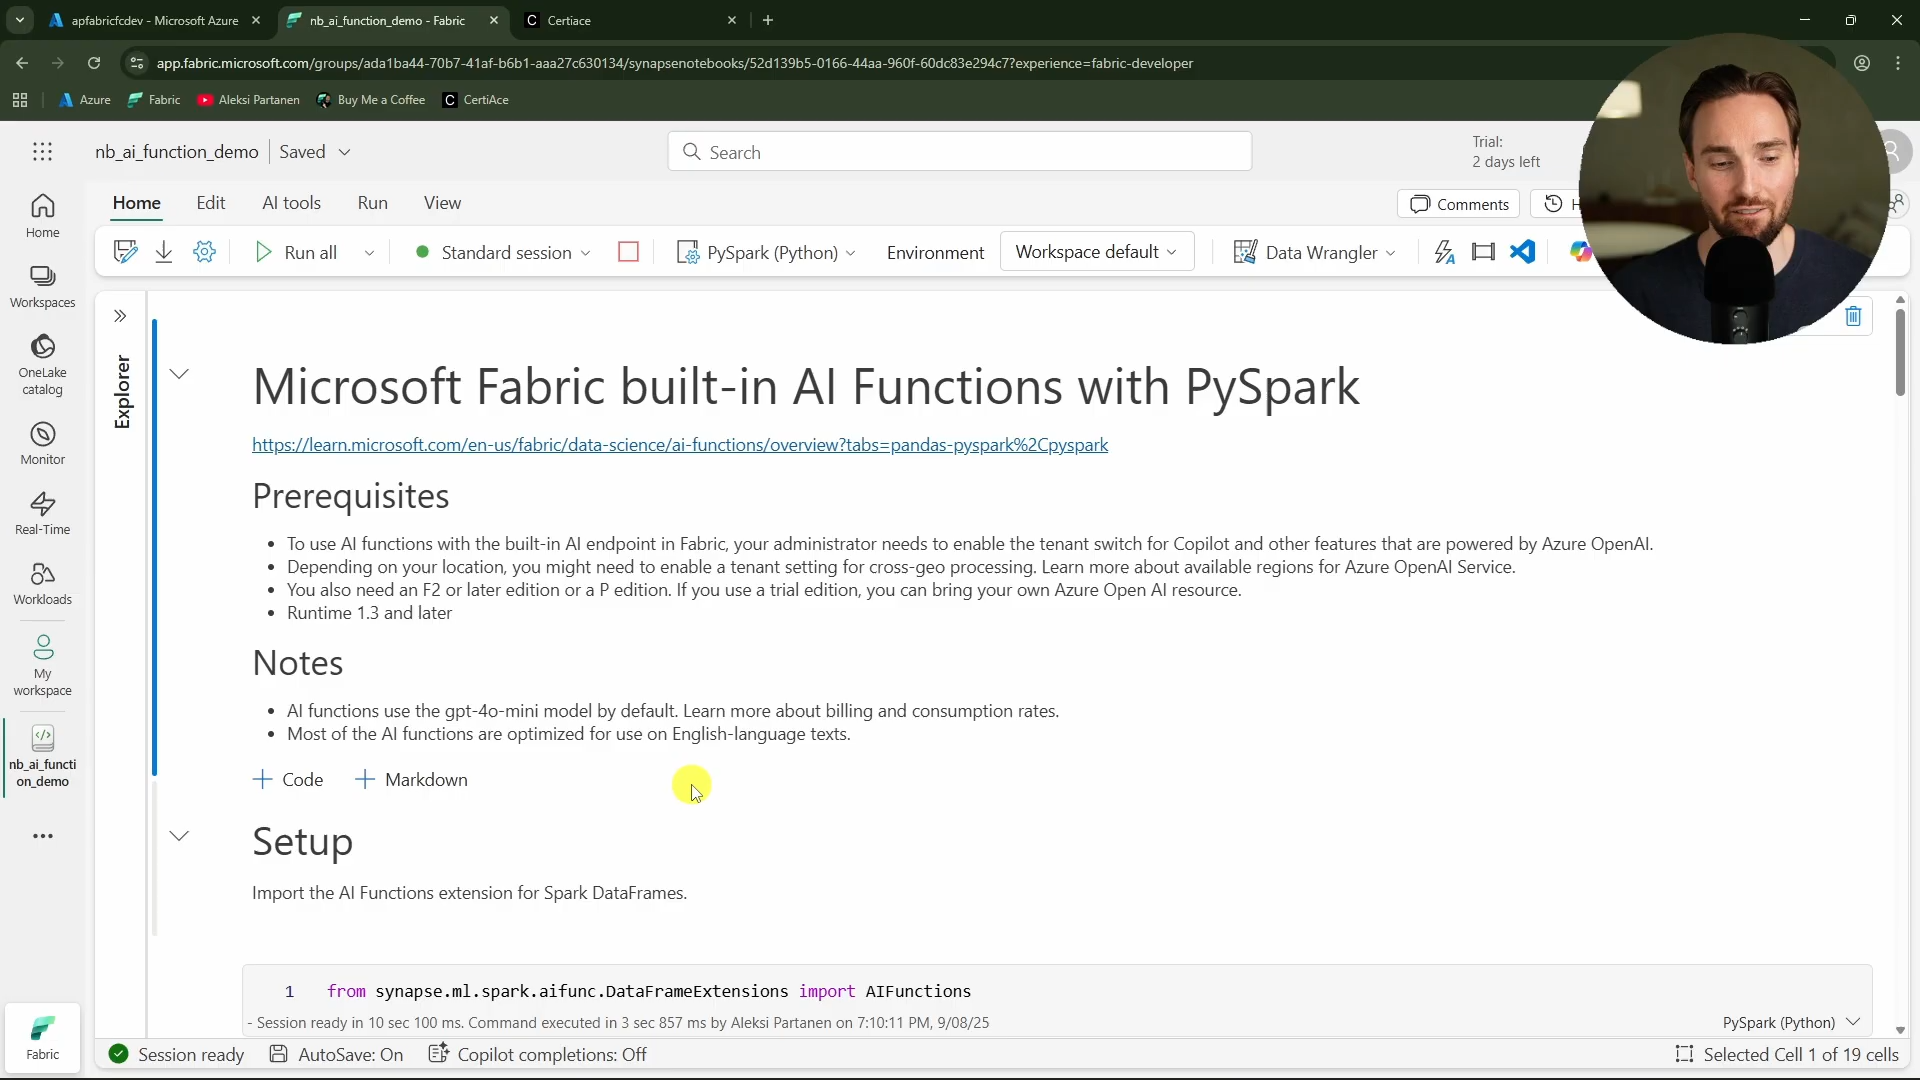 apfabricfcdev - Microsoft Azure
nb_ai_function_demo - Fabric
C Certiace
app.fabric.microsoft.com/groups/ada1ba44-70b7-41af-b6b1-aaa27c630134/synapsenotebooks/52d139b5-0166-44aa-960f-60dc83e294c7?experience=fabric-developer
Azure
Fabric
Aleksi Partanen
Buy Me a Coffee
C CertiAce
nb_ai_function_demo
Saved
Search
Trial:
2 days left
Home
Edit
AI tools
Run
View
Comments
Run all
Standard session
PySpark (Python)
Environment
Workspace default
Data Wrangler
Home
Workspaces
OneLake
catalog
Monitor
Real-Time
Workloads
My
workspace
nb_ai_functi
on_demo
Fabric
Explorer
Microsoft Fabric built-in AI Functions with PySpark
https://learn.microsoft.com/en-us/fabric/data-science/ai-functions/overview?tabs=pandas-pyspark%2Cpyspark
Prerequisites
• To use AI functions with the built-in AI endpoint in Fabric, your administrator needs to enable the tenant switch for Copilot and other features that are powered by Azure OpenAI.
• Depending on your location, you might need to enable a tenant setting for cross-geo processing. Learn more about available regions for Azure OpenAI Service.
• You also need an F2 or later edition or a P edition. If you use a trial edition, you can bring your own Azure Open AI resource.
• Runtime 1.3 and later
Notes
• AI functions use the gpt-4o-mini model by default. Learn more about billing and consumption rates.
• Most of the AI functions are optimized for use on English-language texts.
+ Code
+ Markdown
Setup
Import the AI Functions extension for Spark DataFrames.
1 from synapse.ml.spark.aifunc.DataFrameExtensions import AIFunctions
- Session ready in 10 sec 100 ms. Command executed in 3 sec 857 ms by Aleksi Partanen on 7:10:11 PM, 9/08/25
PySpark (Python)
Session ready
AutoSave: On
Copilot completions: Off
Selected Cell 1 of 19 cells